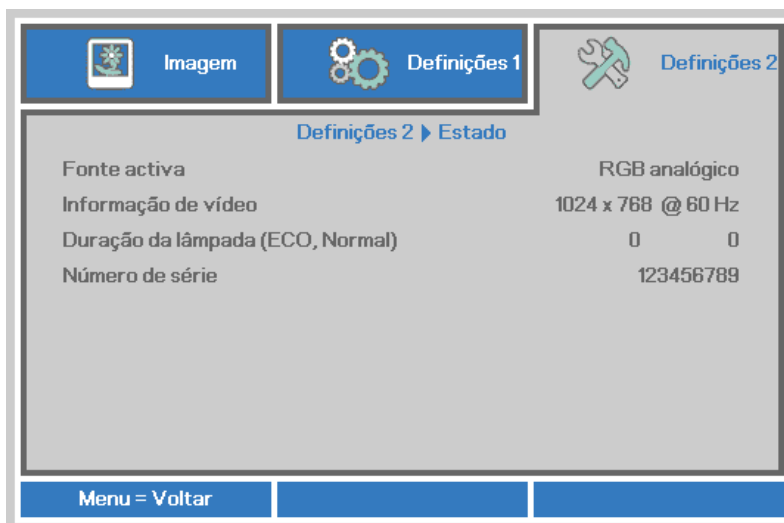 Imagem
Definições 1
Definições 2
Definições 2 ▶ Estado
Fonte activa RGB analógico
Informação de vídeo 1024 x 768 @ 60 Hz
Duração da lâmpada (ECO, Normal) 0 0
Número de série 123456789
Menu = Voltar